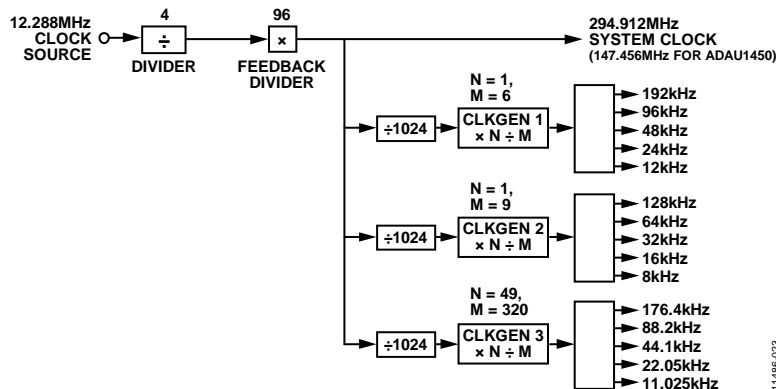 12.288MHz
CLOCK
SOURCE
4
÷
DIVIDER
96
×
FEEDBACK
DIVIDER
294.912MHz
SYSTEM CLOCK
(147.456MHz FOR ADAU1450)
N = 1,
M = 6
÷1024
CLKGEN 1
× N ÷ M
192kHz
96kHz
48kHz
24kHz
12kHz
N = 1,
M = 9
÷1024
CLKGEN 2
× N ÷ M
128kHz
64kHz
32kHz
16kHz
8kHz
N = 49,
M = 320
÷1024
CLKGEN 3
× N ÷ M
176.4kHz
88.2kHz
44.1kHz
22.05kHz
11.025kHz
11486-023